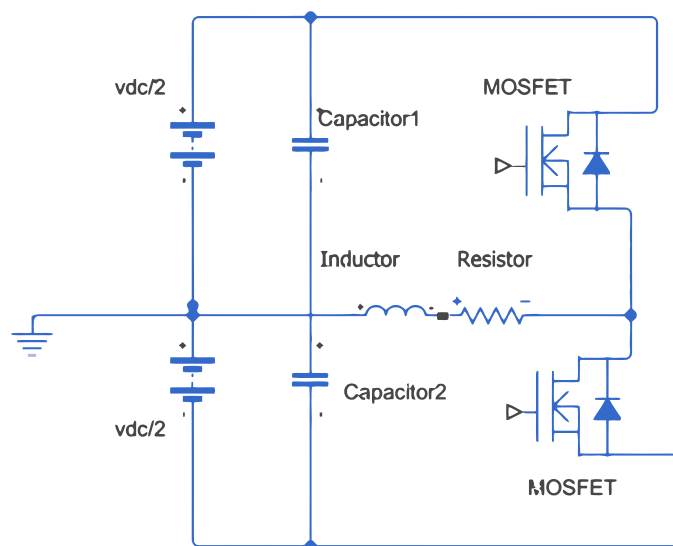 vdc/2
MOSFET
Capacitor1
Inductor
Resistor
Capacitor2
vdc/2
MOSFET